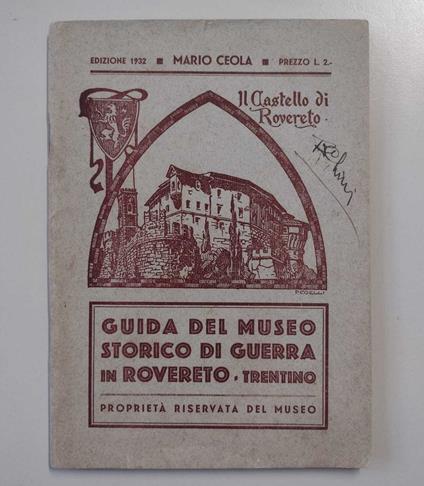 EDIZIONE 1932 ■ MARIO CEOLA ■ PREZZO L. 2.-
Il Castello di
Rovereto.
GUIDA DEL MUSEO
STORICO DI GUERRA
IN ROVERETO - TRENTINO
PROPRIETÀ RISERVATA DEL MUSEO